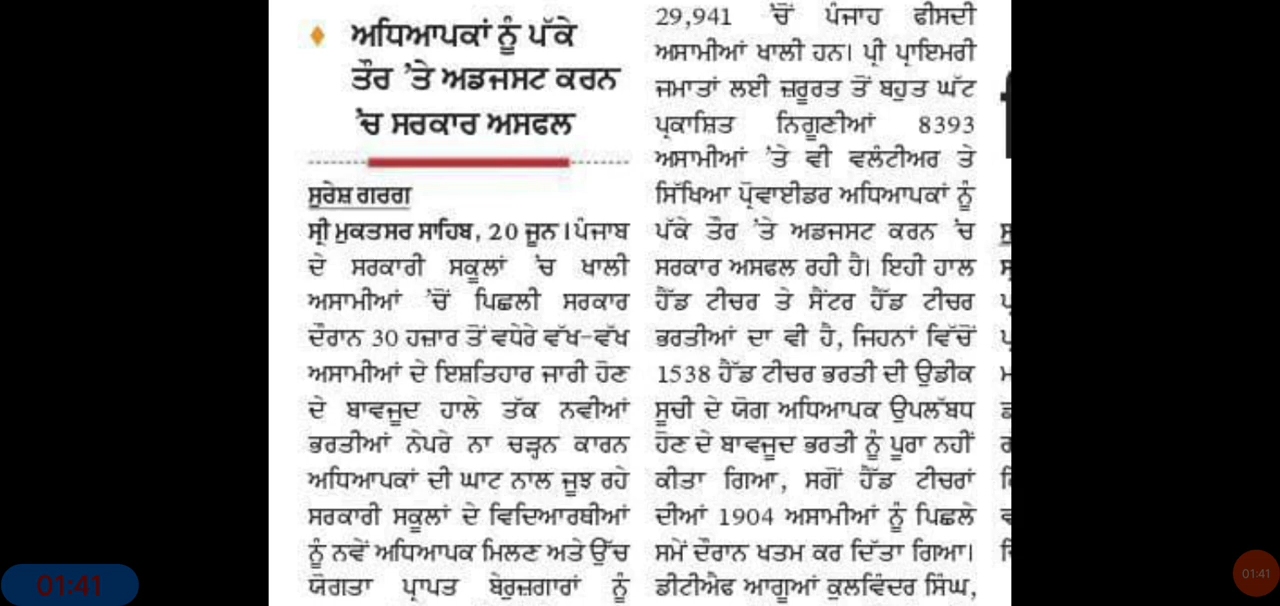 ਅਧਿਆਪਕਾਂ ਨੂੰ ਪੱਕੇ
ਤੌਰ 'ਤੇ ਅਡਜਸਟ ਕਰਨ
'ਚ ਸਰਕਾਰ ਅਸਫਲ
ਸੁਰੇਸ਼ ਗਰਗ
ਸ੍ਰੀ ਮੁਕਤਸਰ ਸਾਹਿਬ, 20 ਜੂਨ।ਪੰਜਾਬ
ਦੇ ਸਰਕਾਰੀ ਸਕੂਲਾਂ 'ਚ ਖਾਲੀ
ਅਸਾਮੀਆਂ 'ਚੋਂ ਪਿਛਲੀ ਸਰਕਾਰ
ਦੌਰਾਨ 30 ਹਜ਼ਾਰ ਤੋਂ ਵਧੇਰੇ ਵੱਖ-ਵੱਖ
ਅਸਾਮੀਆਂ ਦੇ ਇਸ਼ਤਿਹਾਰ ਜਾਰੀ ਹੋਣ
ਦੇ ਬਾਵਜੂਦ ਹਾਲੇ ਤੱਕ ਨਵੀਆਂ
ਭਰਤੀਆਂ ਨੇਪਰੇ ਨਾ ਚੜ੍ਹਨ ਕਾਰਨ
ਅਧਿਆਪਕਾਂ ਦੀ ਘਾਟ ਨਾਲ ਜੂਝ ਰਹੇ
ਸਰਕਾਰੀ ਸਕੂਲਾਂ ਦੇ ਵਿਦਿਆਰਥੀਆਂ
ਨੂੰ ਨਵੇਂ ਅਧਿਆਪਕ ਮਿਲਣ ਅਤੇ ਉੱਚ
ਯੋਗਤਾ ਪ੍ਰਾਪਤ ਬੇਰੁਜ਼ਗਾਰਾਂ ਨੂੰ
29,941 'ਚੋਂ ਪੰਜਾਹ ਫੀਸਦੀ
ਅਸਾਮੀਆਂ ਖਾਲੀ ਹਨ। ਪ੍ਰੀ ਪ੍ਰਾਇਮਰੀ
ਜਮਾਤਾਂ ਲਈ ਜ਼ਰੂਰਤ ਤੋਂ ਬਹੁਤ ਘੱਟ
ਪ੍ਰਕਾਸ਼ਿਤ ਨਿਗੂਣੀਆਂ 8393
ਅਸਾਮੀਆਂ 'ਤੇ ਵੀ ਵਲੰਟੀਅਰ ਤੇ
ਸਿੱਖਿਆ ਪ੍ਰੋਵਾਈਡਰ ਅਧਿਆਪਕਾਂ ਨੂੰ
ਪੱਕੇ ਤੌਰ 'ਤੇ ਅਡਜਸਟ ਕਰਨ 'ਚ
ਸਰਕਾਰ ਅਸਫਲ ਰਹੀ ਹੈ। ਇਹੀ ਹਾਲ
ਹੈੱਡ ਟੀਚਰ ਤੇ ਸੈਂਟਰ ਹੈੱਡ ਟੀਚਰ
ਭਰਤੀਆਂ ਦਾ ਵੀ ਹੈ, ਜਿਹਨਾਂ ਵਿੱਚੋਂ
1538 ਹੈੱਡ ਟੀਚਰ ਭਰਤੀ ਦੀ ਉਡੀਕ
ਸੂਚੀ ਦੇ ਯੋਗ ਅਧਿਆਪਕ ਉਪਲੱਬਧ
ਹੋਣ ਦੇ ਬਾਵਜੂਦ ਭਰਤੀ ਨੂੰ ਪੂਰਾ ਨਹੀਂ
ਕੀਤਾ ਗਿਆ, ਸਗੋਂ ਹੈੱਡ ਟੀਚਰਾਂ
ਦੀਆਂ 1904 ਅਸਾਮੀਆਂ ਨੂੰ ਪਿਛਲੇ
ਸਮੇਂ ਦੌਰਾਨ ਖਤਮ ਕਰ ਦਿੱਤਾ ਗਿਆ।
ਡੀਟੀਐਫ ਆਗੂਆਂ ਕੁਲਵਿੰਦਰ ਸਿੰਘ,
01:41
01:41